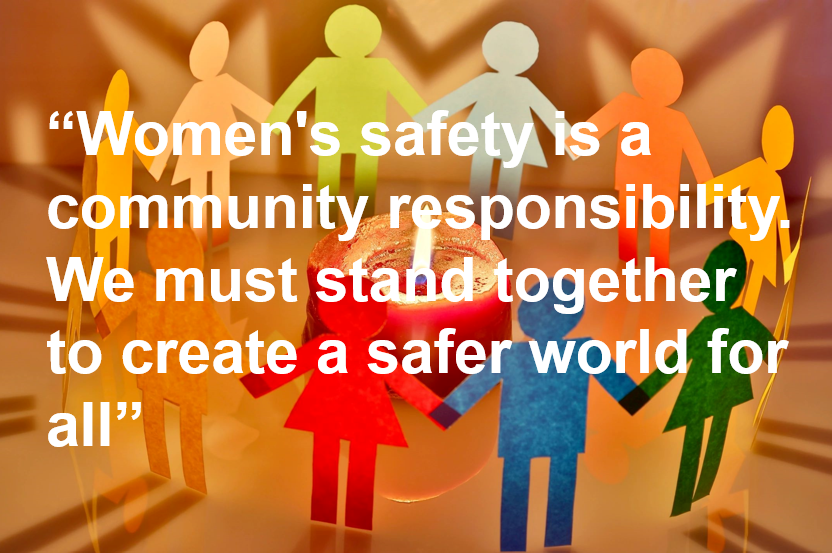 “Women's safety is a
community responsibility.
We must stand together
to create a safer world for
all”